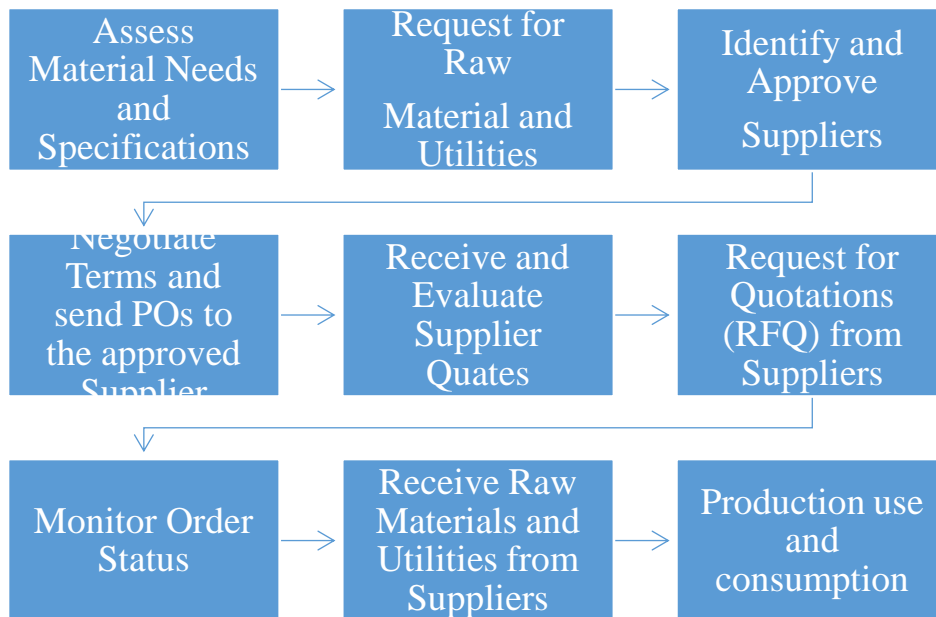 Assess
Material Needs
and
Specifications
Request for
Raw
Material and
Utilities
Identify and
Approve
Suppliers
Negotiate
Terms and
send POs to
the approved
Supplier
Receive and
Evaluate
Supplier
Quates
Request for
Quotations
(RFQ) from
Suppliers
Monitor Order
Status
Receive Raw
Materials and
Utilities from
Suppliers
Production use
and
consumption